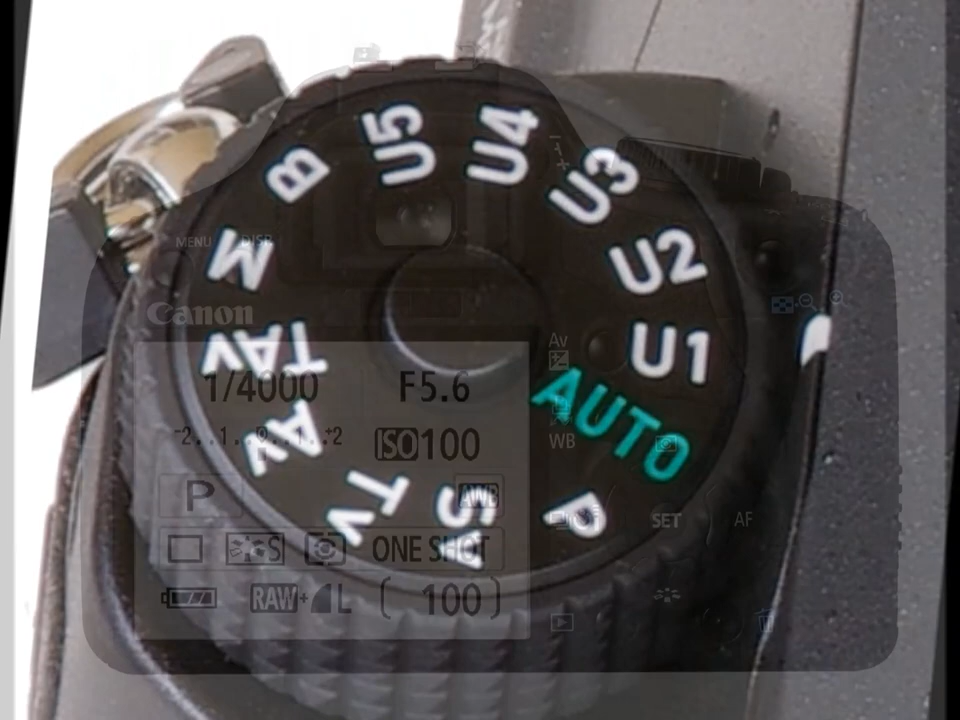 U5
U4
B
U3
M
U2
MENU
DISP.
Canon
U1
TAv
Av
1/4000
F5.6
AUTO
-2..1..0..1..+2
ISO100
Av
WB
P
AWB
Tv
Sv
P
SET
AF
S
ONE SHOT
RAW+L
(100)